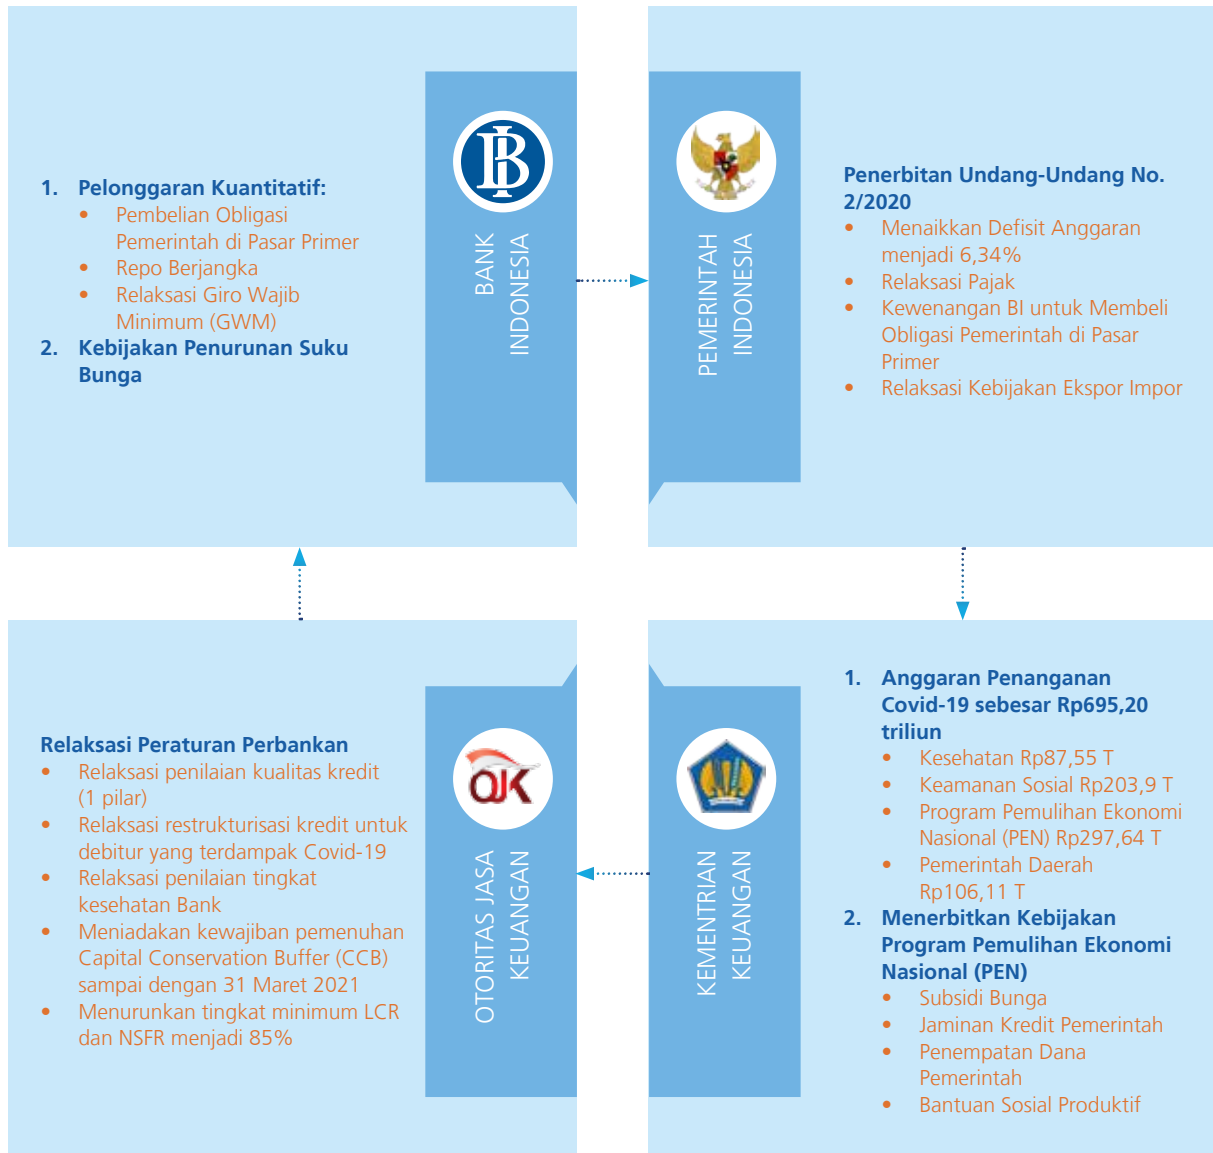 1. Pelonggaran Kuantitatif:
• Pembelian Obligasi
Pemerintah di Pasar Primer
• Repo Berjangka
• Relaksasi Giro Wajib
Minimum (GWM)
2. Kebijakan Penurunan Suku
Bunga
BANK
INDONESIA
PEMERINTAH
INDONESIA
Penerbitan Undang-Undang No.
2/2020
• Menaikkan Defisit Anggaran
menjadi 6,34%
• Relaksasi Pajak
• Kewenangan BI untuk Membeli
Obligasi Pemerintah di Pasar
Primer
• Relaksasi Kebijakan Ekspor Impor
Relaksasi Peraturan Perbankan
• Relaksasi penilaian kualitas kredit
(1 pilar)
• Relaksasi restrukturisasi kredit untuk
debitur yang terdampak Covid-19
• Relaksasi penilaian tingkat
kesehatan Bank
• Meniadakan kewajiban pemenuhan
Capital Conservation Buffer (CCB)
sampai dengan 31 Maret 2021
• Menurunkan tingkat minimum LCR
dan NSFR menjadi 85%
OJK
OTORITAS JASA
KEUANGAN
KEMENTRIAN
KEUANGAN
1. Anggaran Penanganan
Covid-19 sebesar Rp695,20
triliun
• Kesehatan Rp87,55 T
• Keamanan Sosial Rp203,9 T
• Program Pemulihan Ekonomi
Nasional (PEN) Rp297,64 T
• Pemerintah Daerah
Rp106,11 T
2. Menerbitkan Kebijakan
Program Pemulihan Ekonomi
Nasional (PEN)
• Subsidi Bunga
• Jaminan Kredit Pemerintah
• Penempatan Dana
Pemerintah
• Bantuan Sosial Produktif